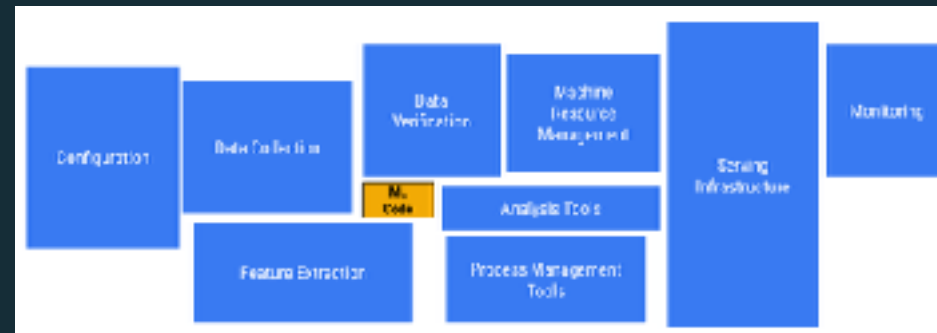 Configuration
Data Collection
Data
Verification
Machine
Resource
Management
Serving
Infrastructure
Monitoring
ML
Code
Analysis Tools
Feature Extraction
Process Management
Tools